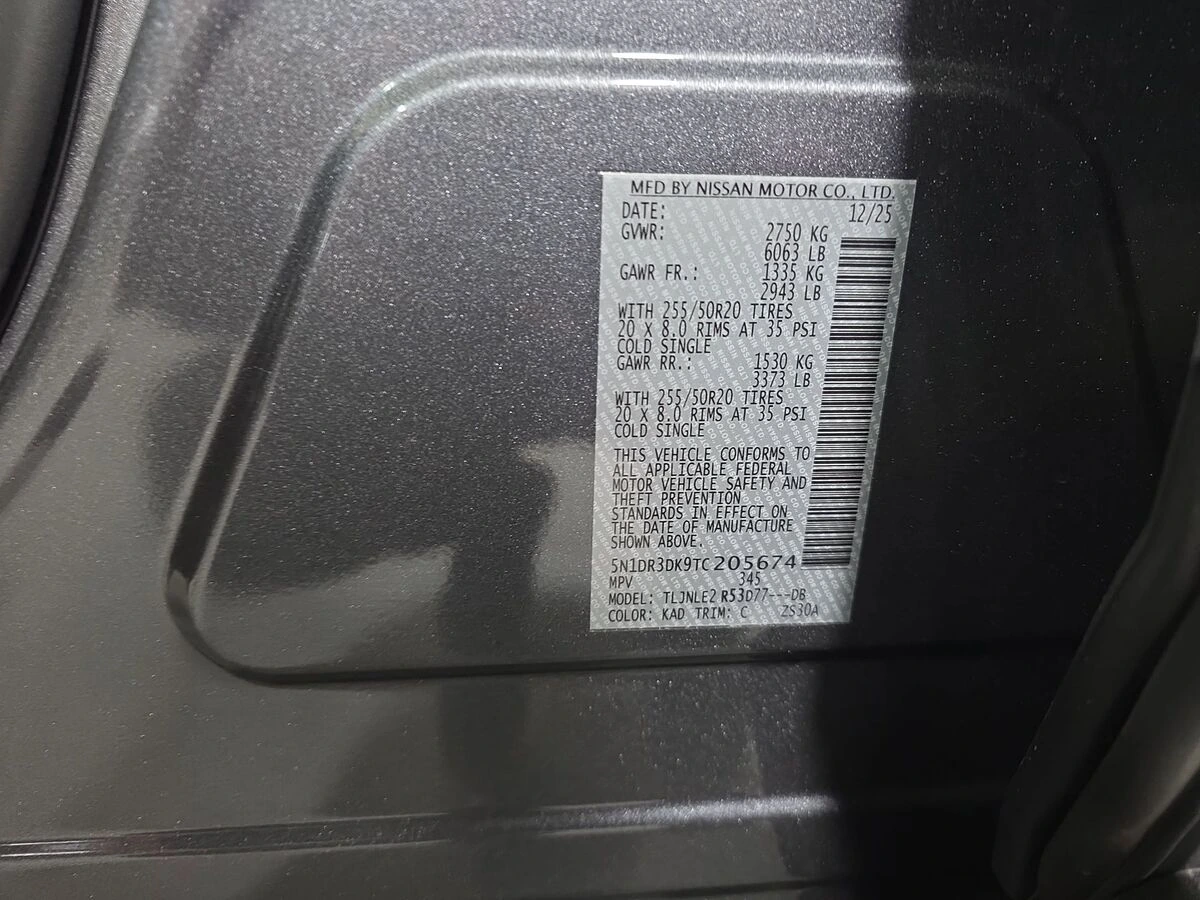 MFD BY NISSAN MOTOR CO., LTD.
DATE: 12/25
GVWR: 2750 KG
6063 LB
GAWR FR.: 1335 KG
2943 LB
WITH 255/50R20 TIRES
20 X 8.0 RIMS AT 35 PSI
COLD SINGLE
GAWR RR.: 1530 KG
3373 LB
WITH 255/50R20 TIRES
20 X 8.0 RIMS AT 35 PSI
COLD SINGLE
THIS VEHICLE CONFORMS TO
ALL APPLICABLE FEDERAL
MOTOR VEHICLE SAFETY AND
THEFT PREVENTION
STANDARDS IN EFFECT ON
THE DATE OF MANUFACTURE
SHOWN ABOVE.
5N1DR3DK9TC205674
MPV 345
MODEL: TLJNLE2 R53D77---DB
COLOR: KAD TRIM: C ZS30A